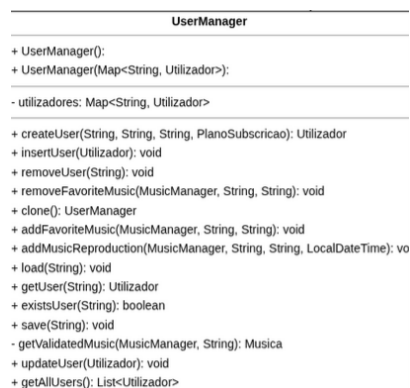 UserManager
+ UserManager():
+ UserManager(Map<String, Utilizador>):
- utilizadores: Map<String, Utilizador>
+ createUser(String, String, String, PlanoSubscricao): Utilizador
+ insertUser(Utilizador): void
+ removeUser(String): void
+ removeFavoriteMusic(MusicManager, String, String): void
+ clone(): UserManager
+ addFavoriteMusic(MusicManager, String, String): void
+ addMusicReproduction(MusicManager, String, String, LocalDateTime): vo
+ load(String): void
+ getUser(String): Utilizador
+ existsUser(String): boolean
+ save(String): void
- getValidatedMusic(MusicManager, String): Musica
+ updateUser(Utilizador): void
+ getAllUsers(): List<Utilizador>